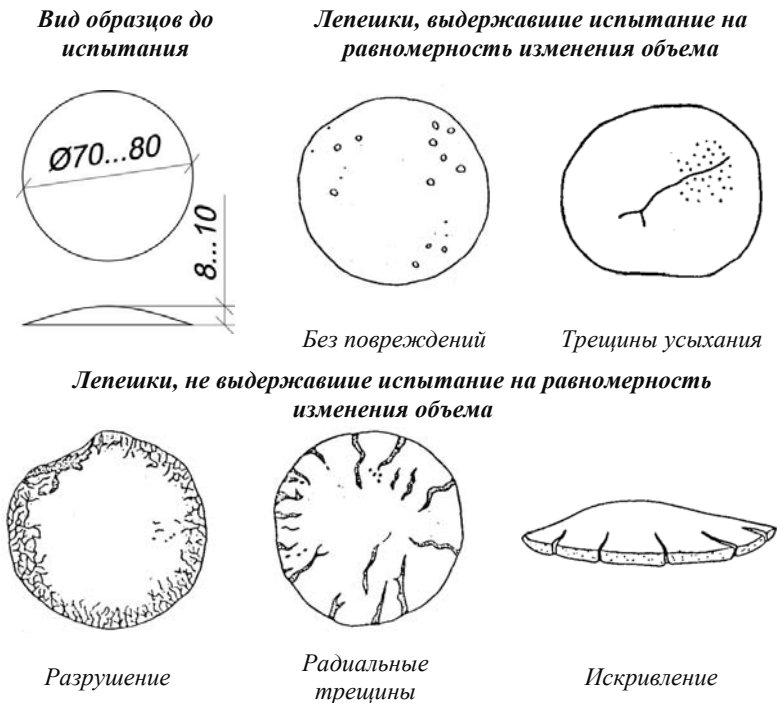 Вид образцов до
испытания
Лепешки, выдержавшие испытание на
равномерность изменения объема
Ø70...80
8...10
Без повреждений
Трещины усыхания
Лепешки, не выдержавшие испытание на равномерность
изменения объема
Разрушение
Радиальные
трещины
Искривление